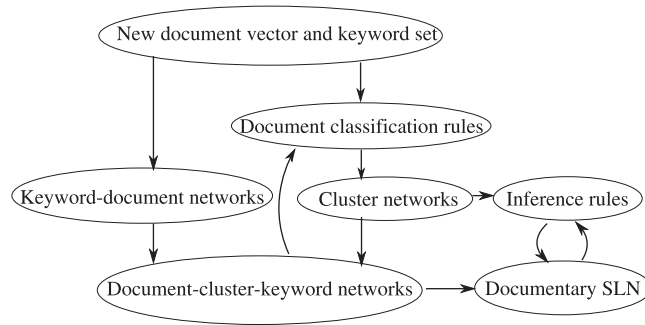 New document vector and keyword set
Document classification rules
Keyword-document networks
Cluster networks
Inference rules
Document-cluster-keyword networks
Documentary SLN